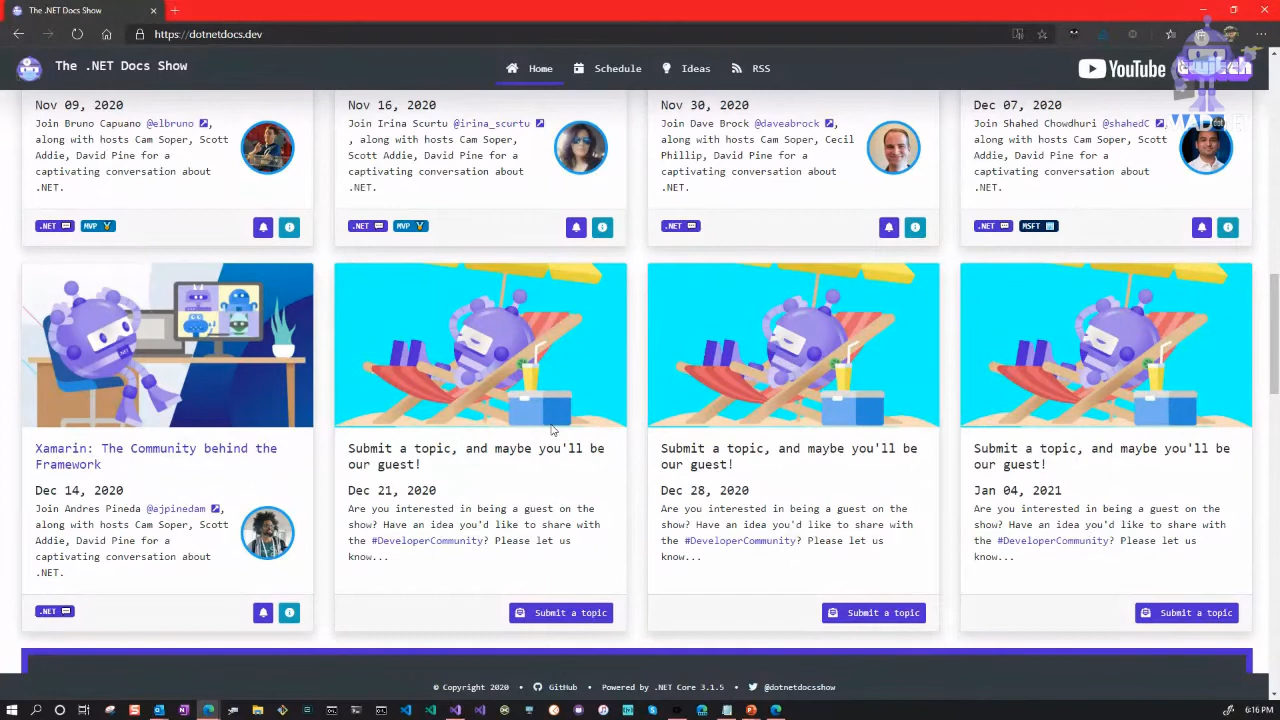 The .NET Docs Show
https://dotnetdocs.dev
The .NET Docs Show
Home
Schedule
Ideas
RSS
YouTube
Nov 09, 2020
Join Bruno Capuano @elbruno
along with hosts Cam Soper, Scott
Addie, David Pine for a
captivating conversation about
.NET.
.NET
MVP
Nov 16, 2020
Join Irina Scurtu @irina_scurtu
, along with hosts Cam Soper,
Scott Addie, David Pine for a
captivating conversation about
.NET.
.NET
MVP
Nov 30, 2020
Join Dave Brock @daveabrock ,
along with hosts Cam Soper, Cecil
Phillip, David Pine for a
captivating conversation about
.NET.
.NET
Dec 07, 2020
Join Shahed Chowdhuri @shahedC
along with hosts Cam Soper, Scott
Addie, David Pine for a
captivating conversation about
.NET.
.NET
MSFT
Xamarin: The Community behind the
Framework
Dec 14, 2020
Join Andres Pineda @ajpinedam ,
along with hosts Cam Soper, Scott
Addie, David Pine for a
captivating conversation about
.NET.
.NET
Submit a topic, and maybe you'll be
our guest!
Dec 21, 2020
Are you interested in being a guest on the
show? Have an idea you'd like to share with
the #DeveloperCommunity? Please let us
know...
Submit a topic
Submit a topic, and maybe you'll be
our guest!
Dec 28, 2020
Are you interested in being a guest on the
show? Have an idea you'd like to share with
the #DeveloperCommunity? Please let us
know...
Submit a topic
Submit a topic, and maybe you'll be
our guest!
Jan 04, 2021
Are you interested in being a guest on the
show? Have an idea you'd like to share with
the #DeveloperCommunity? Please let us
know...
Submit a topic
© Copyright 2020 • GitHub • Powered by .NET Core 3.1.5 • @dotnetdocsshow
6:16 PM